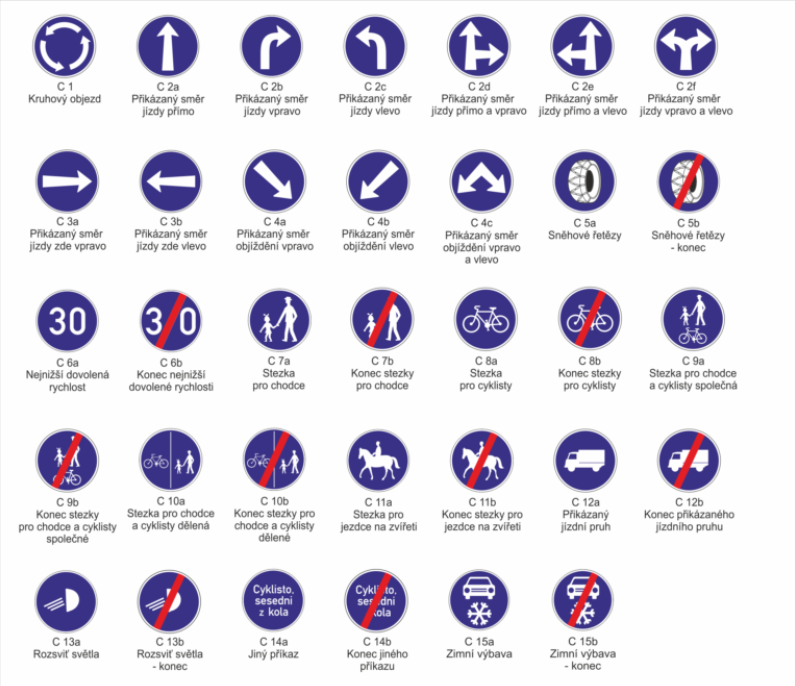 C 1
Kruhový objezd
C 2a
Přikázaný směr
jízdy přímo
C 2b
Přikázaný směr
jízdy vpravo
C 2c
Přikázaný směr
jízdy vlevo
C 2d
Přikázaný směr
jízdy přímo a vpravo
C 2e
Přikázaný směr
jízdy přímo a vlevo
C 2f
Přikázaný směr
jízdy vpravo a vlevo
C 3a
Přikázaný směr
jízdy zde vpravo
C 3b
Přikázaný směr
jízdy zde vlevo
C 4a
Přikázaný směr
objíždění vpravo
C 4b
Přikázaný směr
objíždění vlevo
C 4c
Přikázaný směr
objíždění vpravo
a vlevo
C 5a
Sněhové řetězy
C 5b
Sněhové řetězy
- konec
30
C 6a
Nejnižší dovolená
rychlost
30
C 6b
Konec nejnižší
dovolené rychlosti
C 7a
Stezka
pro chodce
C 7b
Konec stezky
pro chodce
C 8a
Stezka
pro cyklisty
C 8b
Konec stezky
pro cyklisty
C 9a
Stezka pro chodce
a cyklisty společná
C 9b
Konec stezky
pro chodce a cyklisty
společné
C 10a
Stezka pro chodce
a cyklisty dělená
C 10b
Konec stezky pro
chodce a cyklisty
dělené
C 11a
Stezka pro
jezdce na zvířeti
C 11b
Konec stezky pro
jezdce na zvířeti
C 12a
Přikázaný
jízdní pruh
C 12b
Konec přikázaného
jízdního pruhu
C 13a
Rozsviť světla
C 13b
Rozsviť světla
- konec
Cyklisto,
sesedni
z kola
C 14a
Jiný příkaz
Cyklisto,
sesedni
z kola
C 14b
Konec jiného
příkazu
C 15a
Zimní výbava
C 15b
Zimní výbava
- konec